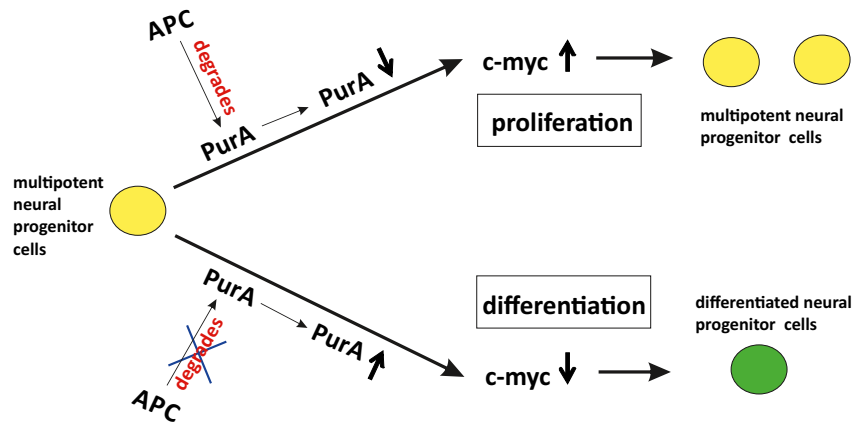 APC
degrades
PurA
PurA
c-myc
proliferation
multipotent neural
progenitor cells
multipotent
neural
progenitor
cells
PurA
degrades
APC
PurA
differentiation
c-myc
differentiated neural
progenitor cells